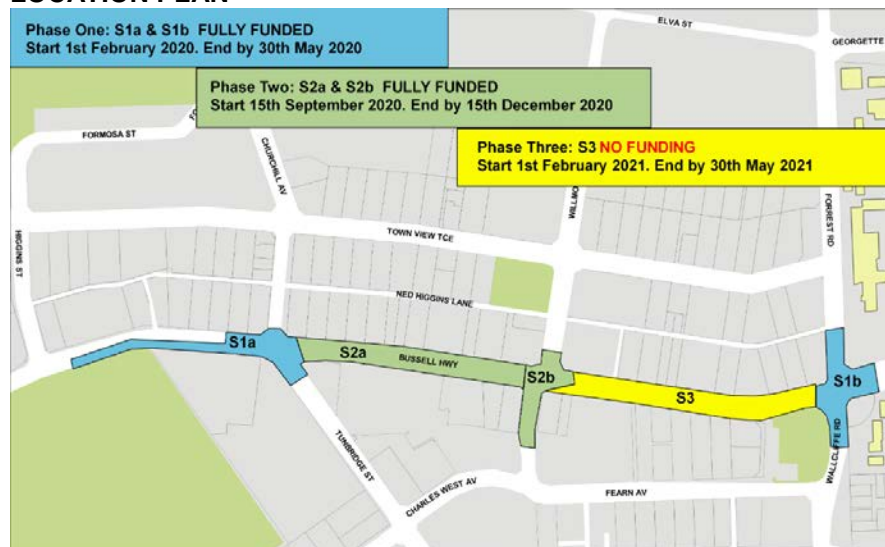 LOCATION PLAN
Phase One: S1a & S1b FULLY FUNDED
Start 1st February 2020. End by 30th May 2020
Phase Two: S2a & S2b FULLY FUNDED
Start 15th September 2020. End by 15th December 2020
Phase Three: S3 NO FUNDING
Start 1st February 2021. End by 30th May 2021
ELVA ST
GEORGETTE
FORMOSA ST
CHURCHILL AV
WILLMO
FORREST RD
HIGGINS ST
TOWN VIEW TCE
NED HIGGINS LANE
S1a
S2a
BUSSELL HWY
S2b
S3
S1b
TUNBRIDGE ST
CHARLES WEST AV
FEARN AV
WALLCLIFFE RD